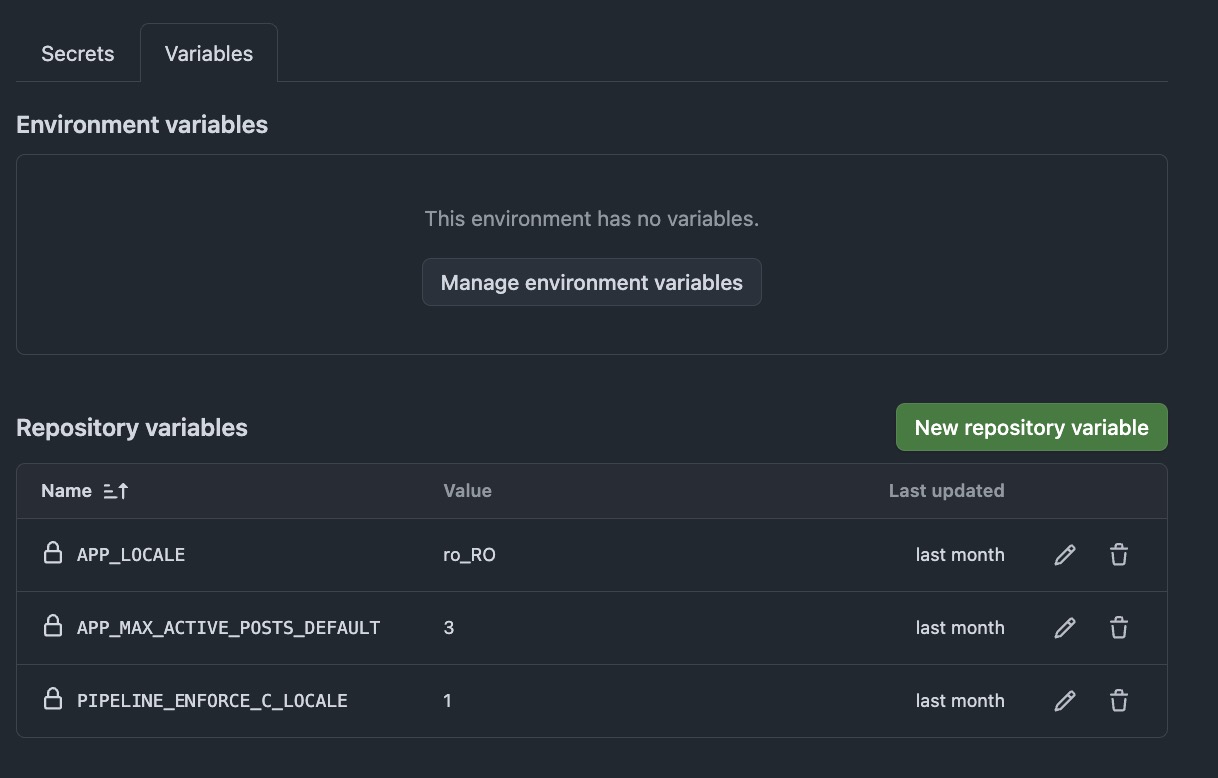 Secrets Variables
Environment variables
This environment has no variables.
Manage environment variables
Repository variables New repository variable
Name Value Last updated
APP_LOCALE ro_RO last month
APP_MAX_ACTIVE_POSTS_DEFAULT 3 last month
PIPELINE_ENFORCE_C_LOCALE 1 last month